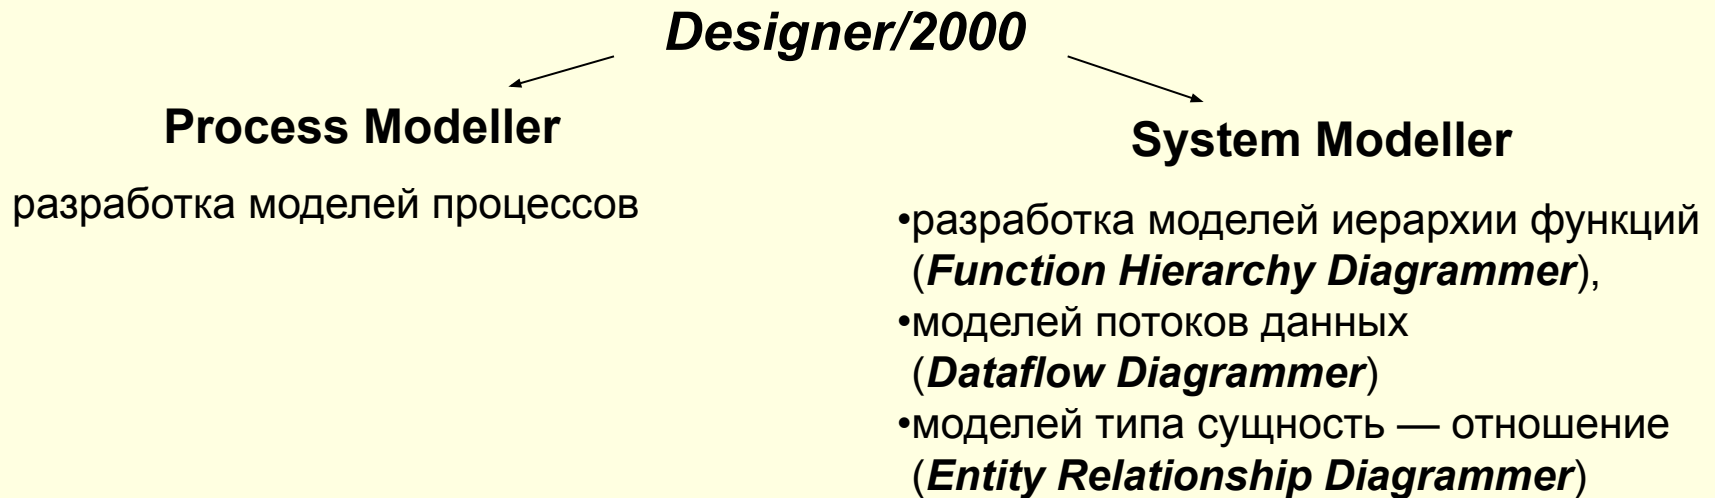 Designer/2000
Process Modeller
разработка моделей процессов
System Modeller
•разработка моделей иерархии функций
(Function Hierarchy Diagrammer),
•моделей потоков данных
(Dataflow Diagrammer)
•моделей типа сущность — отношение
(Entity Relationship Diagrammer)